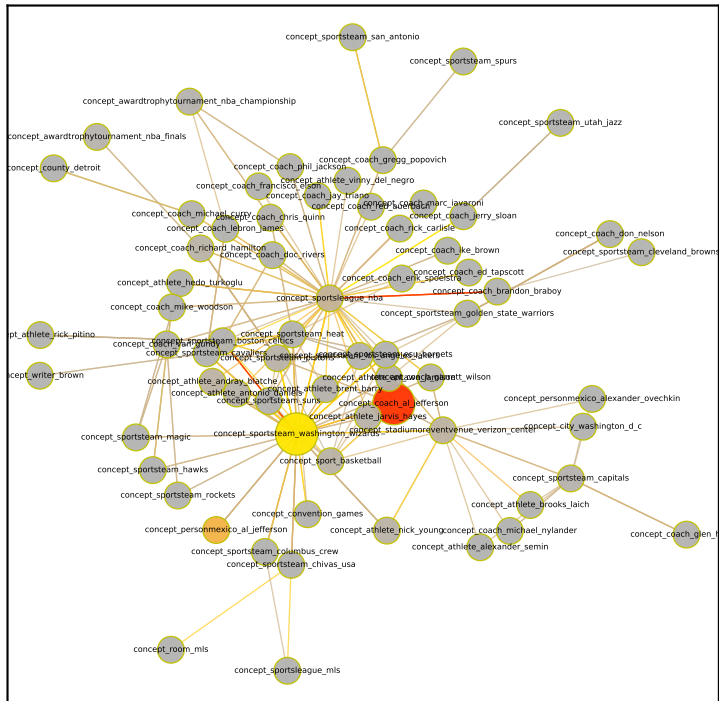 concept_sportsteam_san_antonio
concept_sportsteam_spurs
concept_awardtrophytournament_nba_championship
concept_sportsteam_utah_jazz
concept_awardtrophytournament_nba_finals
concept_coach_gregg_popovich
concept_county_detroit
concept_coach_phil_jackson
concept_athlete_vinny_del_negro
concept_coach_francisco_elson
concept_coach_jay_triano
concept_coach_marc_iavaroni
concept_coach_red_auerbach
concept_coach_michael_curry
concept_coach_chris_quinn
concept_coach_jerry_sloan
concept_coach_lebron_james
concept_coach_rick_carlisle
concept_coach_don_nelson
concept_coach_richard_hamilton
concept_coach_ike_brown
concept_sportsteam_cleveland_browns
concept_coach_doc_rivers
concept_coach_ed_tapscott
concept_coach_erik_spoelstra
concept_athlete_hedo_turkoglu
concept_coach_brandon_braboy
concept_sportsleague_nba
concept_coach_mike_woodson
concept_sportsteam_golden_state_warriors
pt_athlete_rick_pitino
concept_sportsteam_heat
concept_coach_van_gundy
concept_sportsteam_boston_celtics
concept_sportsteam_cavaliers
concept_writer_brown
concept_athlete_andray_blatche
concept_athlete_brent_barry
concept_athlete_antonio_daniels
concept_personmexico_alexander_ovechkin
concept_sportsteam_suns
concept_coach_al_jefferson
concept_athlete_jarvis_hayes
concept_city_washington_d_c
concept_stadiumoreventvenue_verizon_center
concept_sportsteam_washington_wizards
concept_sportsteam_magic
concept_sport_basketball
concept_sportsteam_hawks
concept_sportsteam_capitals
concept_sportsteam_rockets
concept_athlete_brooks_laich
concept_convention_games
concept_personmexico_al_jefferson
concept_athlete_nick_young
concept_coach_michael_nylander
concept_coach_glen_h
concept_athlete_alexander_semin
concept_sportsteam_columbus_crew
concept_sportsteam_chivas_usa
concept_room_mls
concept_sportsleague_mls